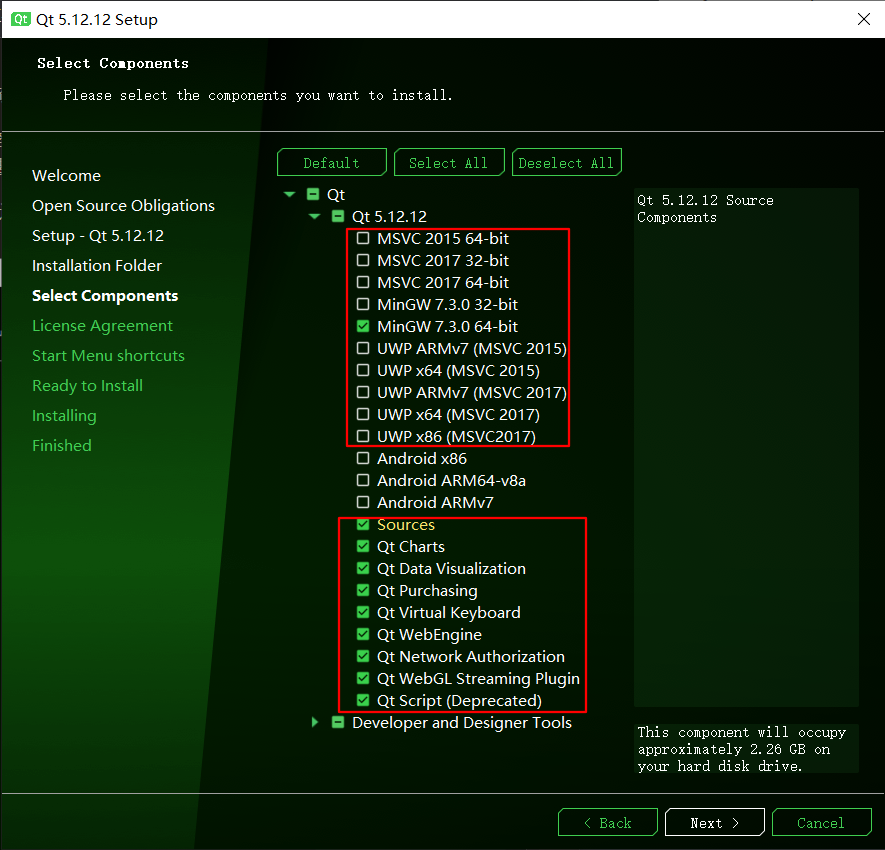 Qt Qt 5.12.12 Setup
Select Components
Please select the components you want to install.
Welcome
Open Source Obligations
Setup - Qt 5.12.12
Installation Folder
Select Components
License Agreement
Start Menu shortcuts
Ready to Install
Installing
Finished
Default Select All Deselect All
Qt
Qt 5.12.12
MSVC 2015 64-bit
MSVC 2017 32-bit
MSVC 2017 64-bit
MinGW 7.3.0 32-bit
MinGW 7.3.0 64-bit
UWP ARMv7 (MSVC 2015)
UWP x64 (MSVC 2015)
UWP ARMv7 (MSVC 2017)
UWP x64 (MSVC 2017)
UWP x86 (MSVC2017)
Android x86
Android ARM64-v8a
Android ARMv7
Sources
Qt Charts
Qt Data Visualization
Qt Purchasing
Qt Virtual Keyboard
Qt WebEngine
Qt Network Authorization
Qt WebGL Streaming Plugin
Qt Script (Deprecated)
Developer and Designer Tools
Qt 5.12.12 Source
Components
This component will occupy
approximately 2.26 GB on
your hard disk drive.
< Back Next > Cancel